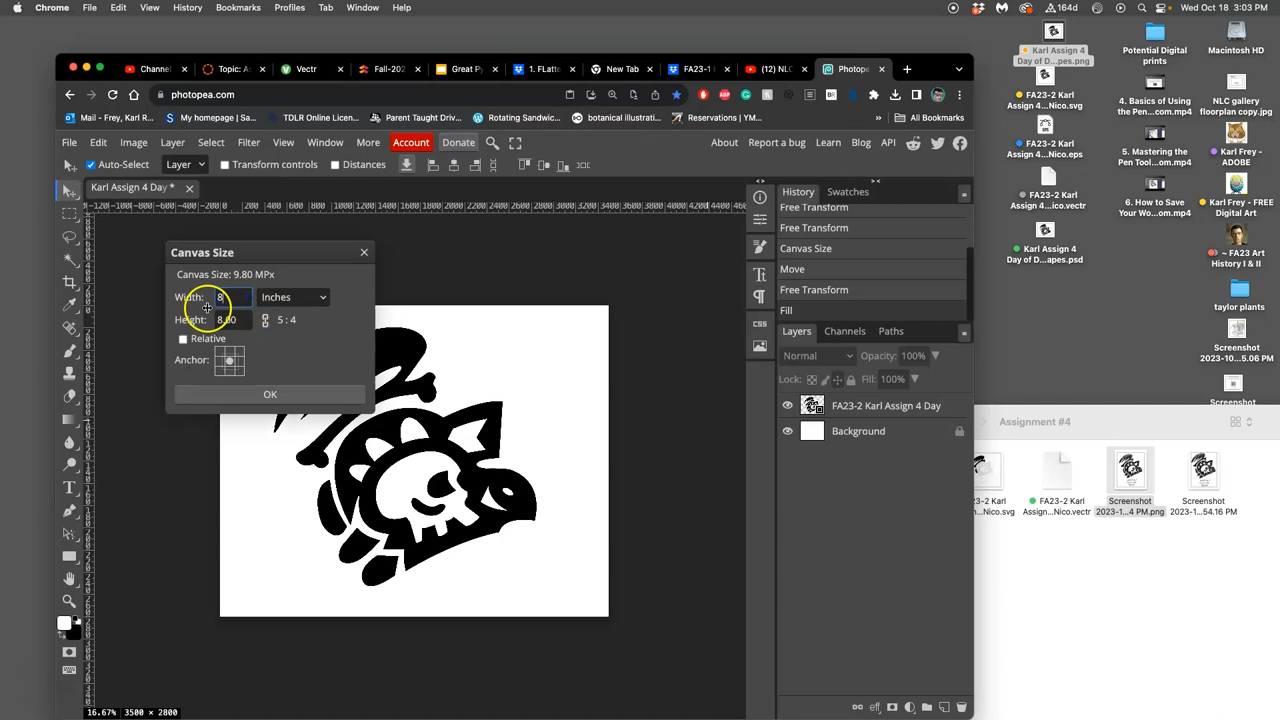 Chrome File Edit View History Bookmarks Profiles Tab Window Help
164d Wed Oct 18 3:03 PM
Channel Topic: A Vectr Fall-202 Great Py 1. FLatte New Tab FA23-1 (12) NLC Photopea
photopea.com
Mail - Frey, Karl R... My homepage | Sa... TDLR Online Licen... Parent Taught Driv... Rotating Sandwic... botanical illustrati... Reservations | YM... » All Bookmarks
File Edit Image Layer Select Filter View Window More Account Donate
About Report a bug Learn Blog API
Auto-Select Layer Transform controls Distances
Karl Assign 4 Day *
Canvas Size
Canvas Size: 9.80 MPx
Width: 8 Inches
Height: 8.00 5 : 4
Relative
Anchor:
OK
History Swatches
Free Transform
Free Transform
Canvas Size
Move
Fill
Layers Channels Paths
Normal Opacity: 100%
Lock: Fill: 100%
FA23-2 Karl Assign 4 Day
Background
CSS
eff
16.67% 3500 × 2800
Karl Assign 4
Day of D...pes.png
Potential Digital
prints
Macintosh HD
FA23-2 Karl
Assign 4...Nico.svg
4. Basics of Using
the Pen...om.mp4
NLC gallery
floorplan copy.jpg
FA23-2 Karl
Assign 4...Nico.eps
5. Mastering the
Pen Tool...om.mp4
Karl Frey -
ADOBE
FA23-2 Karl
Assign 4...ico.vectr
6. How to Save
Your Wo...om.mp4
Karl Frey - FREE
Digital Art
Karl Assign 4
Day of D...apes.psd
~ FA23 Art
History I & II
taylor plants
Screenshot
2023-10...5.06 PM
Screenshot
Assignment #4
FA23-2 Karl
Assign...Nico.vectr
Screenshot
2023-1...4 PM.png
Screenshot
2023-1...54.16 PM